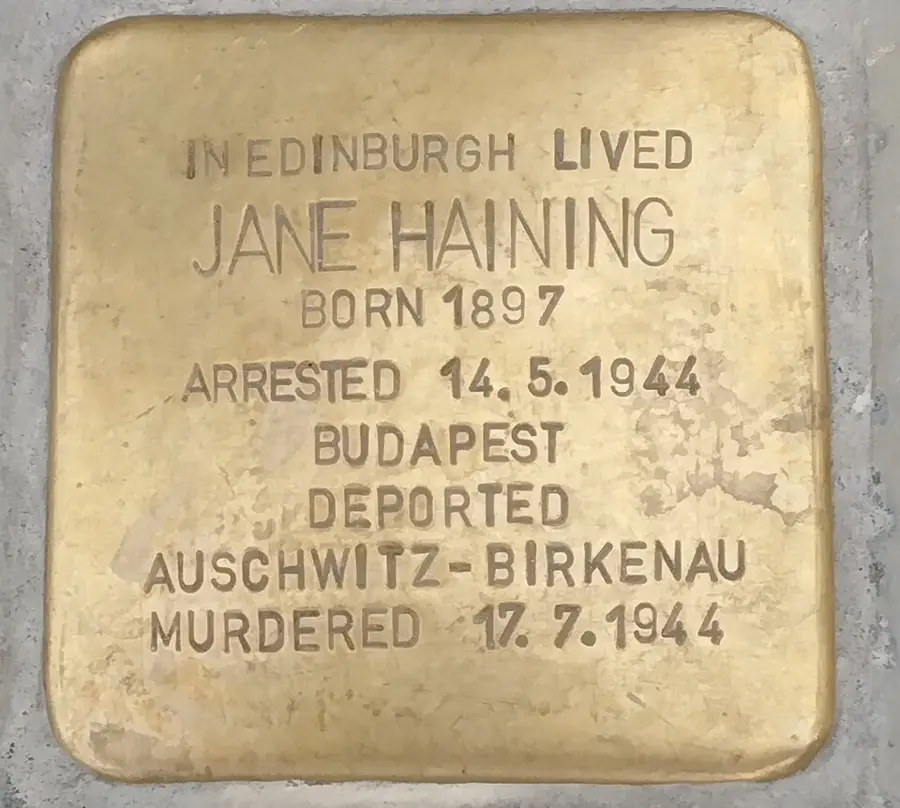 IN EDINBURGH LIVED
JANE HAINING
BORN 1897
ARRESTED 14.5.1944
BUDAPEST
DEPORTED
AUSCHWITZ-BIRKENAU
MURDERED 17.7.1944